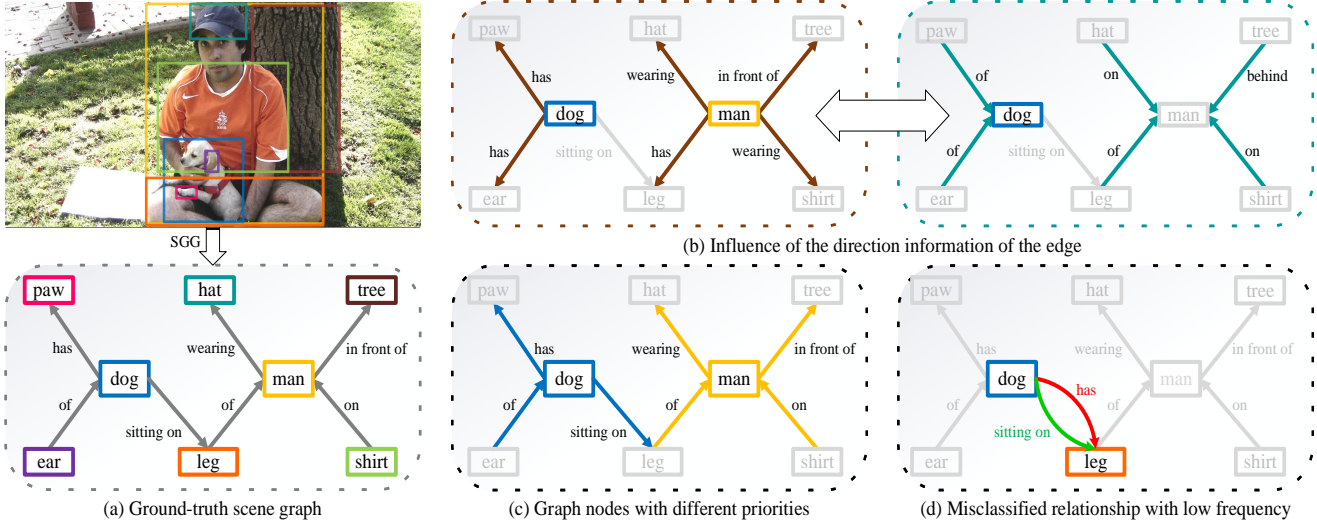 SGG
paw
hat
tree
has
wearing
in front of
dog
man
of
sitting on
of
on
ear
leg
shirt
(a) Ground-truth scene graph
paw
hat
tree
has
wearing
in front of
dog
man
has
sitting on
has
wearing
ear
leg
shirt
paw
hat
tree
of
on
behind
dog
man
of
sitting on
of
on
ear
leg
shirt
(b) Influence of the direction information of the edge
paw
hat
tree
has
wearing
in front of
dog
man
of
sitting on
of
on
ear
leg
shirt
(c) Graph nodes with different priorities
paw
hat
tree
has
wearing
in front of
dog
has
man
of
sitting on
of
on
ear
leg
shirt
(d) Misclassified relationship with low frequency